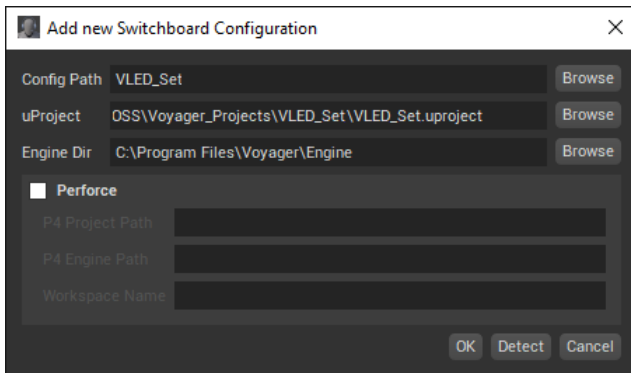 Add new Switchboard Configuration
Config Path VLED_Set Browse
uProject OSS\Voyager_Projects\VLED_Set\VLED_Set.uproject Browse
Engine Dir C:\Program Files\Voyager\Engine Browse
Perforce
P4 Project Path
P4 Engine Path
Workspace Name
OK Detect Cancel